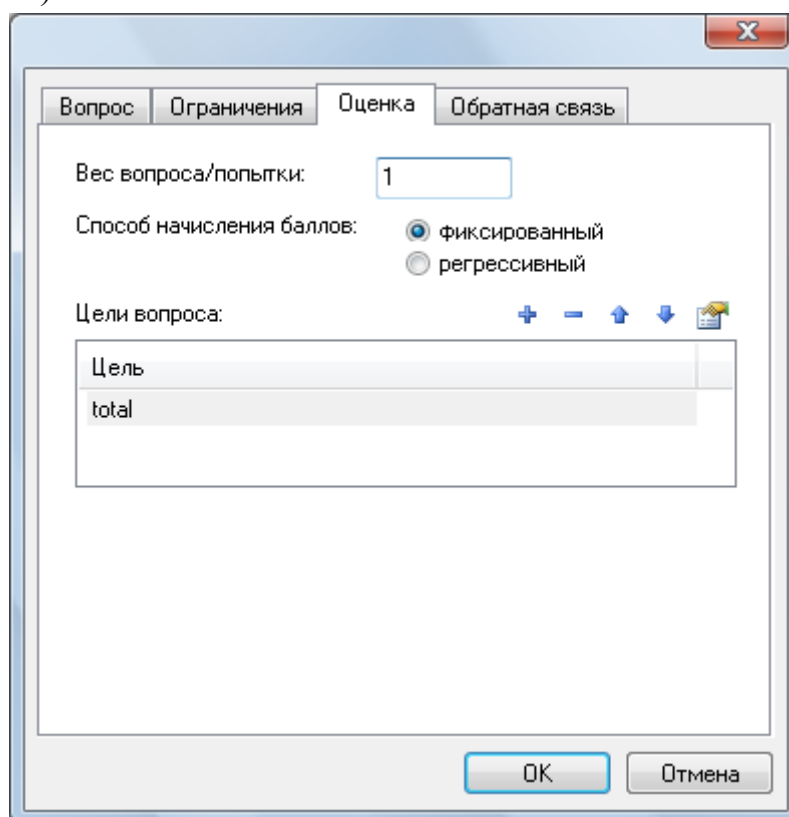 Вопрос Ограничения Оценка Обратная связь
Вес вопроса/попытки: 1
Способ начисления баллов: фиксированный
регрессивный
Цели вопроса:
Цель
total
OK Отмена